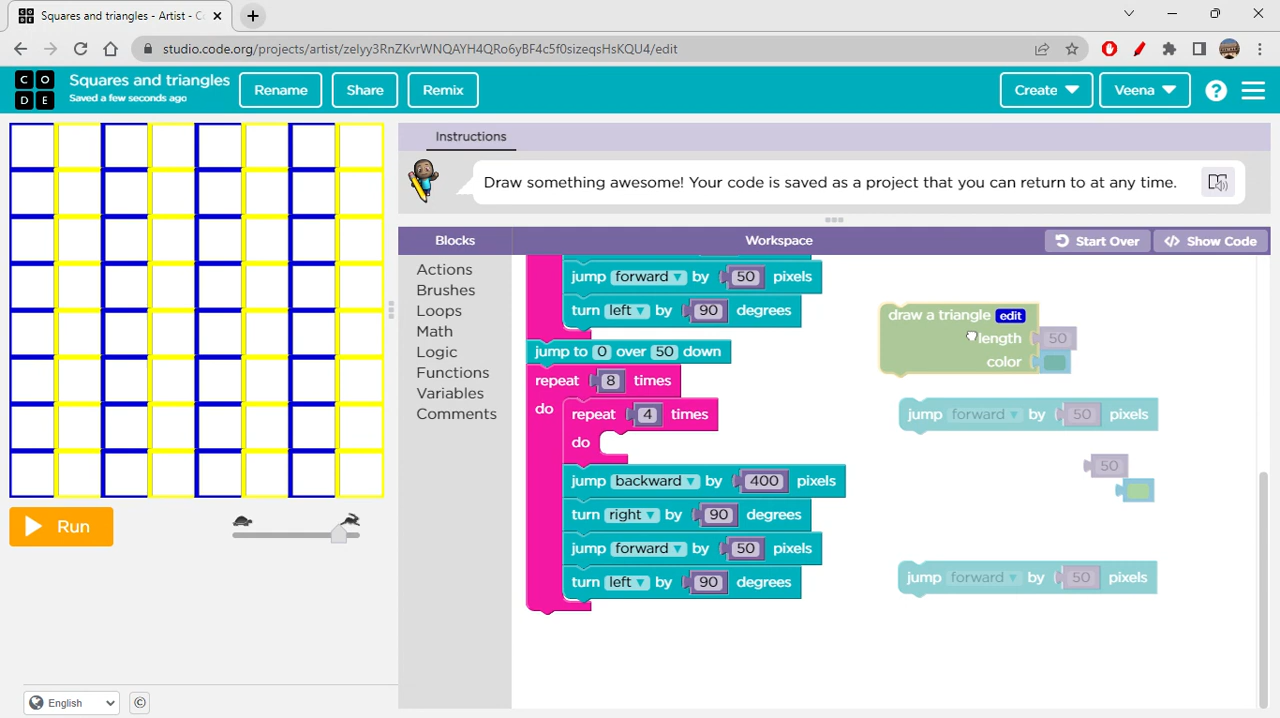 Squares and triangles - Artist - Co
studio.code.org/projects/artist/zelyy3RnZKvrWNQAYH4QRo6yBF4c5f0sizeqsHsKQU4/edit
C O
D E
Squares and triangles
Saved a few seconds ago
Rename
Share
Remix
Create
Veena
?
Instructions
Draw something awesome! Your code is saved as a project that you can return to at any time.
Blocks
Workspace
Start Over
</> Show Code
Actions
Brushes
Loops
Math
Logic
Functions
Variables
Comments
jump forward by 50 pixels
turn left by 90 degrees
jump to 0 over 50 down
repeat 8 times
do
repeat 4 times
do
jump backward by 400 pixels
turn right by 90 degrees
jump forward by 50 pixels
turn left by 90 degrees
draw a triangle edit
length 50
color
jump forward by 50 pixels
50
jump forward by 50 pixels
Run
English
©